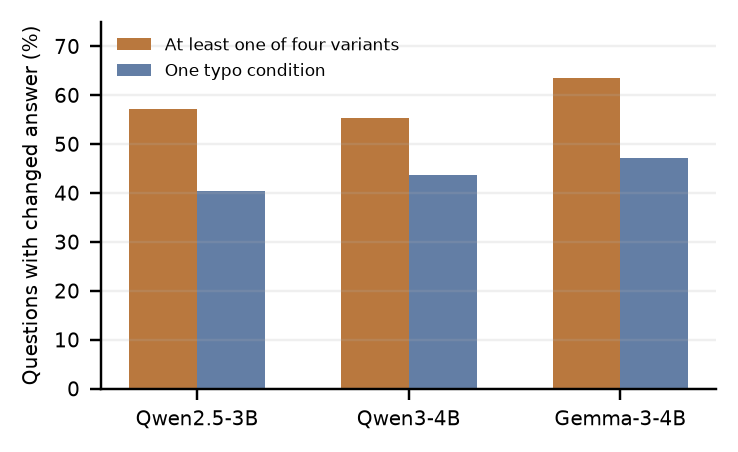 Questions with changed answer (%)
70
60
50
40
30
20
10
0
At least one of four variants
One typo condition
Qwen2.5-3B
Qwen3-4B
Gemma-3-4B